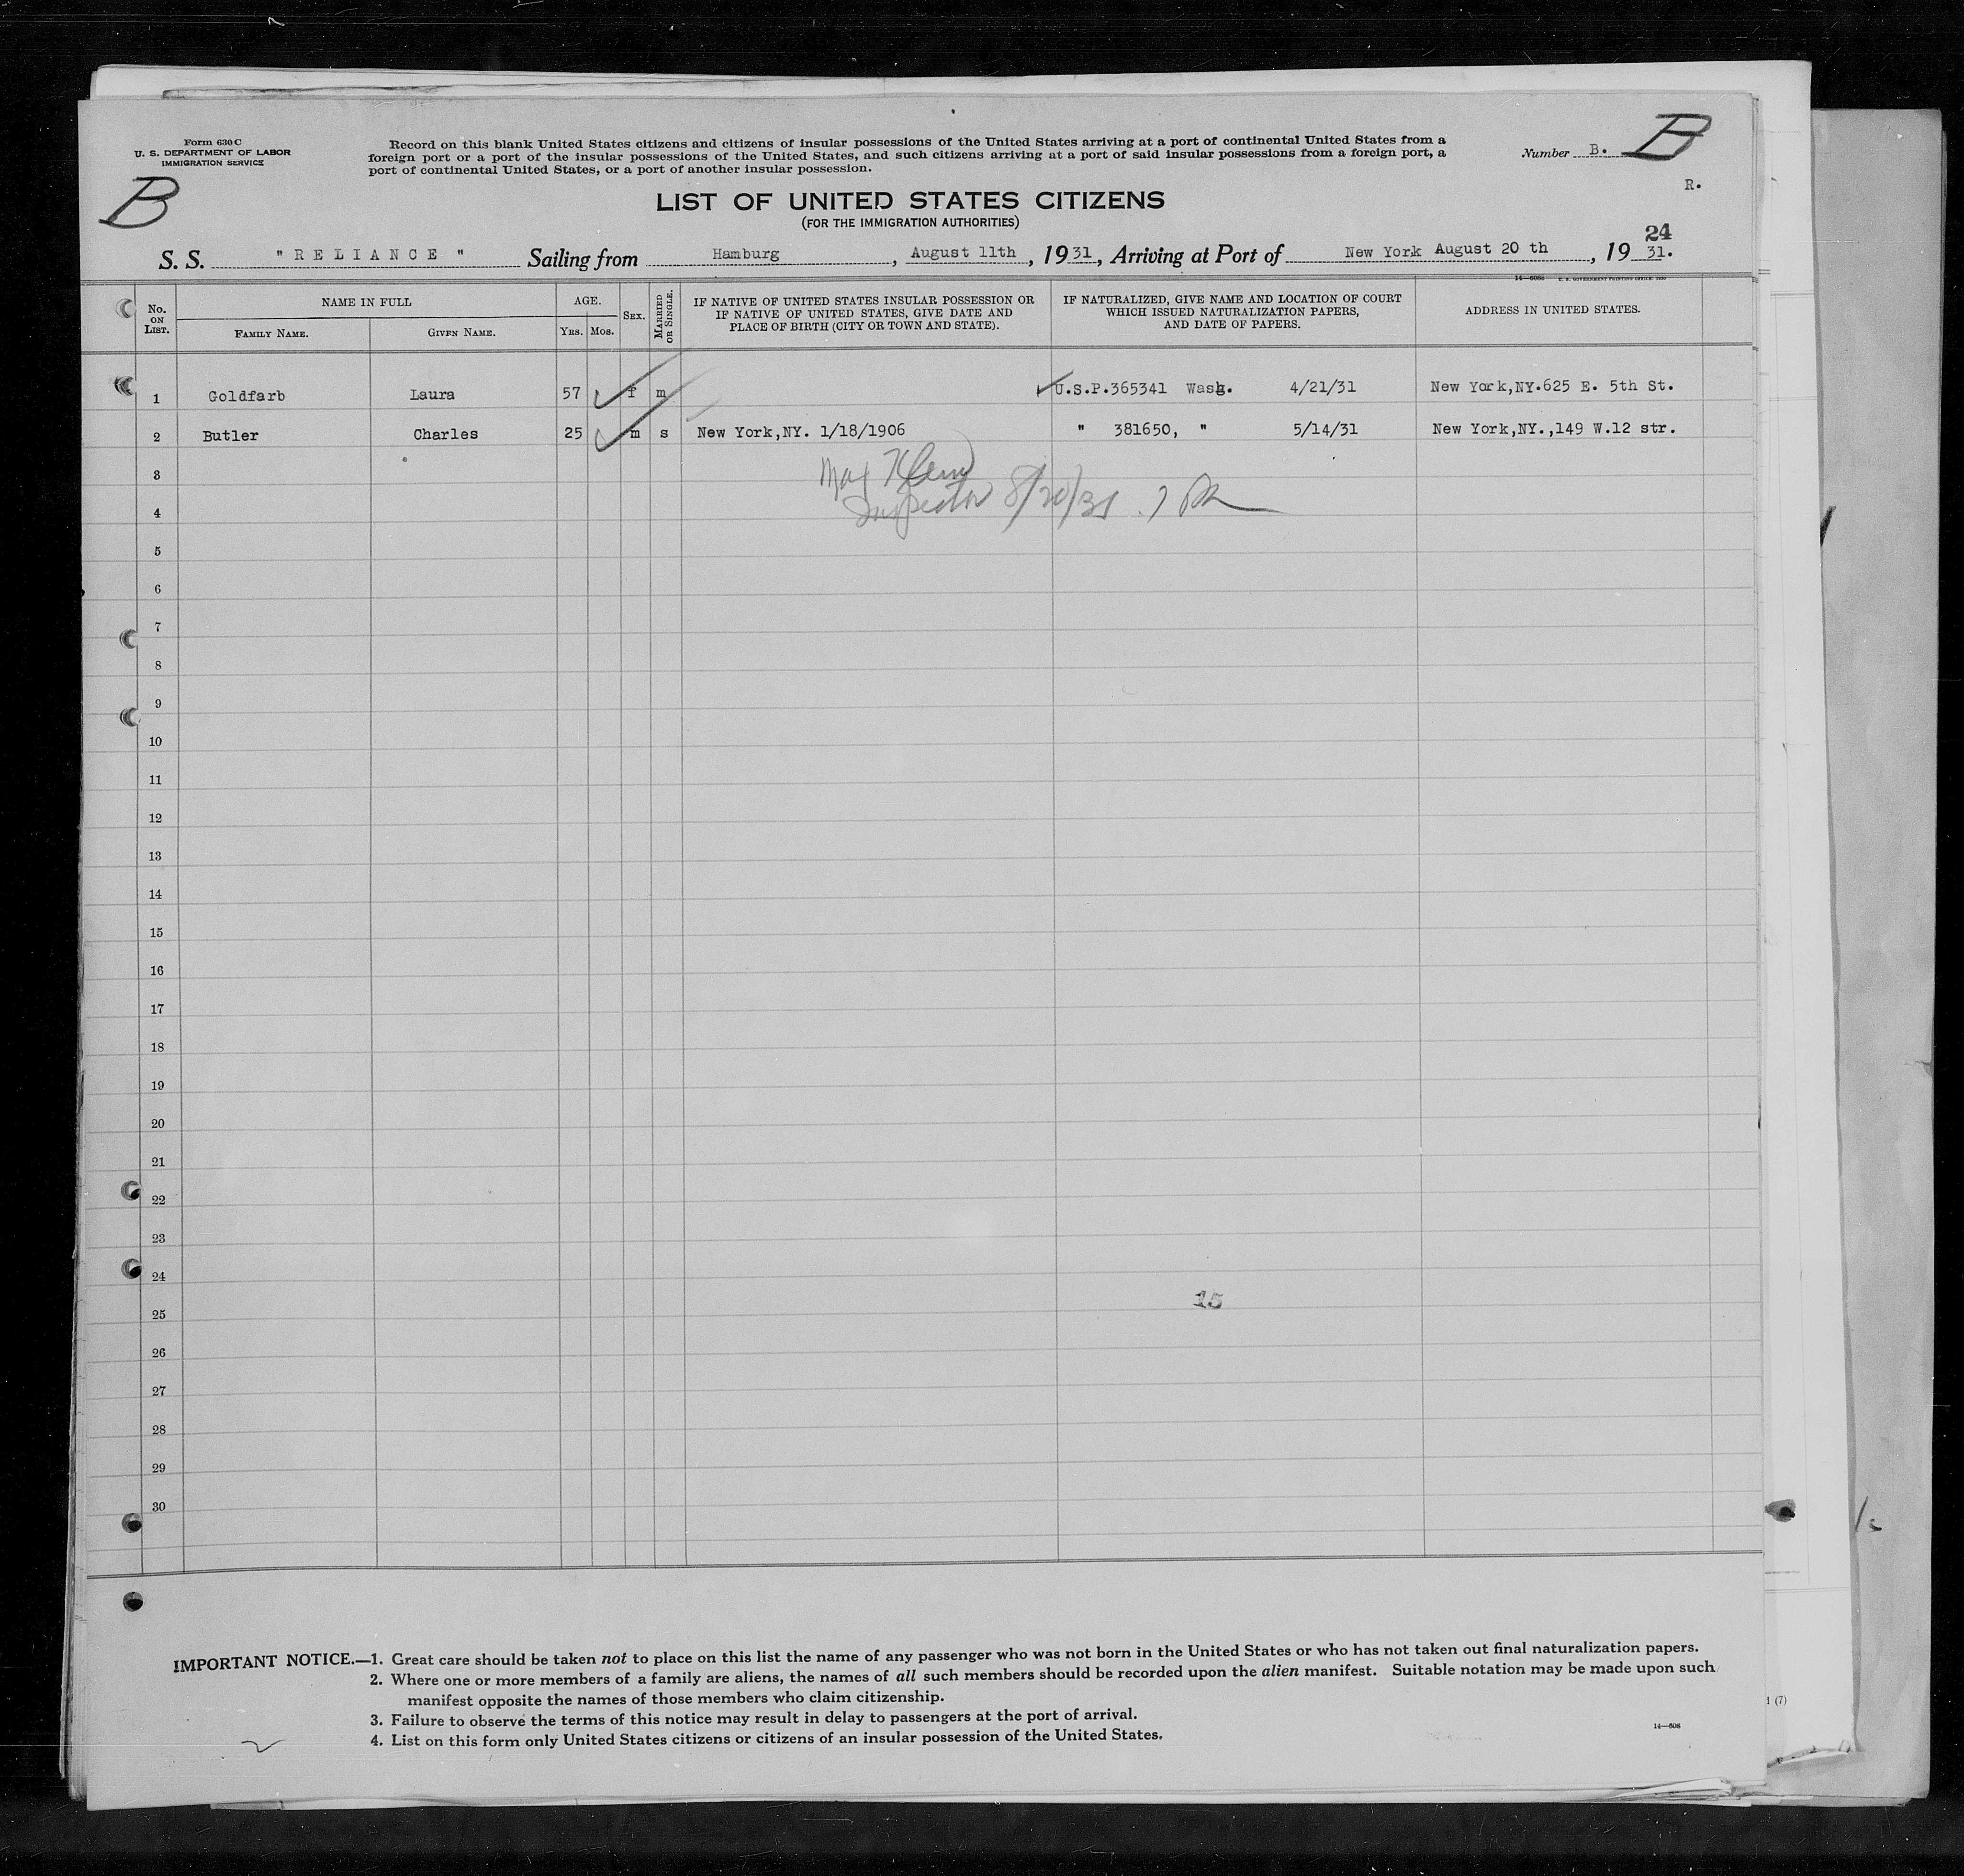 Form 630 C
U. S. DEPARTMENT OF LABOR
IMMIGRATION SERVICE
B
Record on this blank United States citizens and citizens of insular possessions of the United States arriving at a port of continental United States from a
foreign port or a port of the insular possessions of the United States, and such citizens arriving at a port of said insular possessions from a foreign port, a
port of continental United States, or a port of another insular possession.
Number B. B
R.
LIST OF UNITED STATES CITIZENS
(FOR THE IMMIGRATION AUTHORITIES)
24
S. S. " R E L I A N C E " Sailing from Hamburg , August 11th , 1931, Arriving at Port of New York August 20 th , 19 31.
14—608a U. S. GOVERNMENT PRINTING OFFICE: 1930
No. ON LIST.
NAME IN FULL
FAMILY NAME.
GIVEN NAME.
AGE.
YRS. MOS.
SEX.
MARRIED OR SINGLE.
IF NATIVE OF UNITED STATES INSULAR POSSESSION OR
IF NATIVE OF UNITED STATES, GIVE DATE AND
PLACE OF BIRTH (CITY OR TOWN AND STATE).
IF NATURALIZED, GIVE NAME AND LOCATION OF COURT
WHICH ISSUED NATURALIZATION PAPERS,
AND DATE OF PAPERS.
ADDRESS IN UNITED STATES.
1 Goldfarb Laura 57 f m U.S.P.365341 Wash. 4/21/31 New York,NY.625 E. 5th St.
2 Butler Charles 25 m s New York,NY. 1/18/1906 " 381650, " 5/14/31 New York,NY.,149 W.12 str.
3
Inspector 8/20/31
4
5
6
7
8
9
10
11
12
13
14
15
16
17
18
19
20
21
22
23
24
15
25
26
27
28
29
30
IMPORTANT NOTICE.—1. Great care should be taken not to place on this list the name of any passenger who was not born in the United States or who has not taken out final naturalization papers.
2. Where one or more members of a family are aliens, the names of all such members should be recorded upon the alien manifest. Suitable notation may be made upon such
manifest opposite the names of those members who claim citizenship.
3. Failure to observe the terms of this notice may result in delay to passengers at the port of arrival.
4. List on this form only United States citizens or citizens of an insular possession of the United States.
14—608
1 (7)